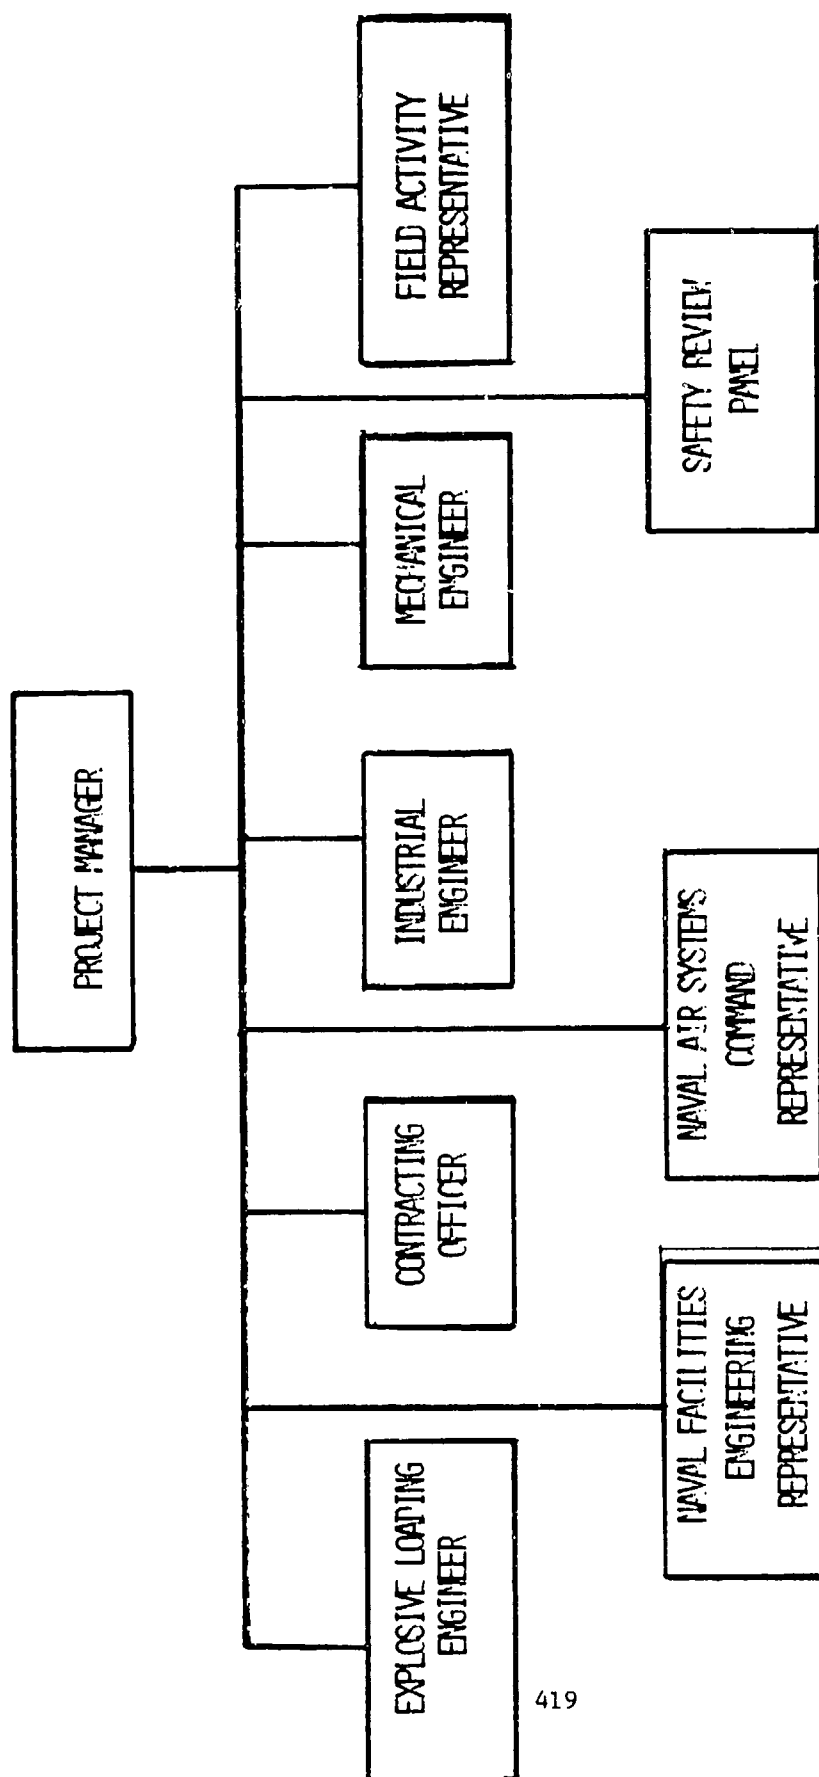 PROJECT MANAGER
EXPLOSIVE LOADING
ENGINEER
CONTRACTING
OFFICER
INDUSTRIAL
ENGINEER
MECHANICAL
ENGINEER
FIELD ACTIVITY
REPRESENTATIVE
NAVAL FACILITIES
ENGINEERING
REPRESENTATIVE
NAVAL AIR SYSTEMS
COMMAND
REPRESENTATIVE
SAFETY REVIEW
PANEL
419